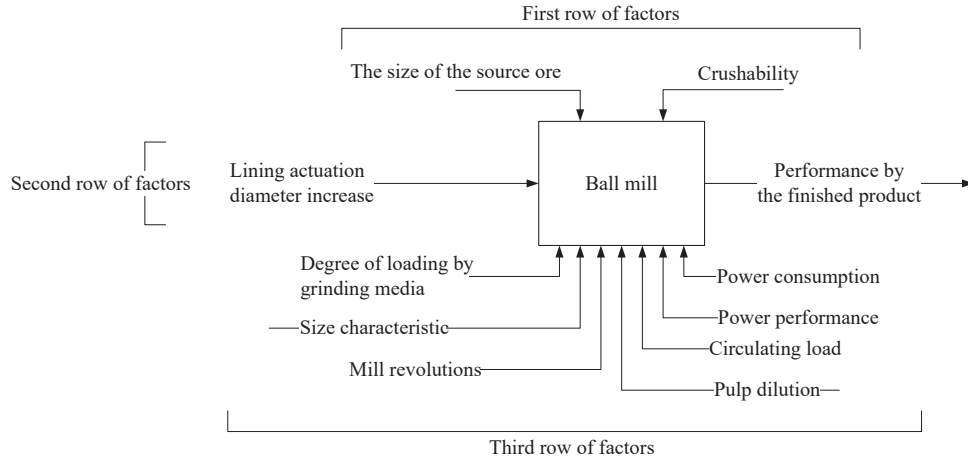 First row of factors
The size of the source ore
Crushability
Second row of factors
Lining actuation
diameter increase
Ball mill
Performance by
the finished product
Degree of loading by
grinding media
Power consumption
Size characteristic
Power performance
Mill revolutions
Circulating load
Pulp dilution
Third row of factors